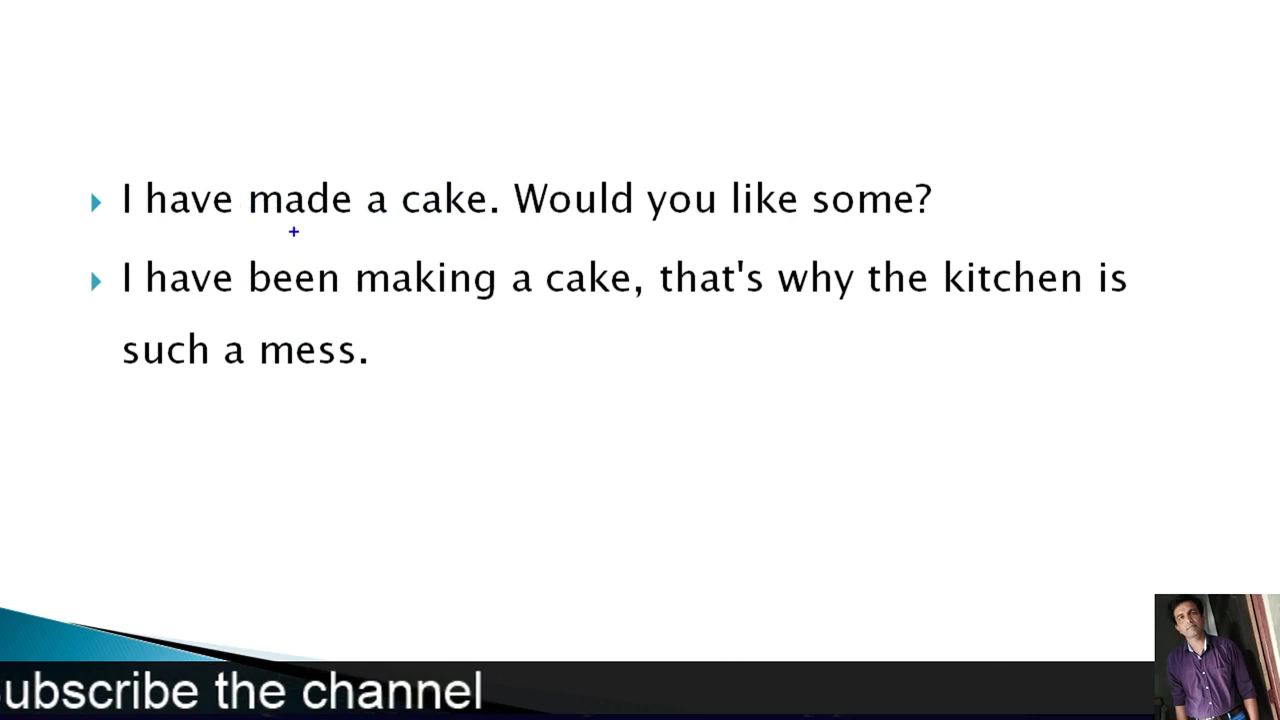 I have made a cake. Would you like some?
I have been making a cake, that's why the kitchen is
such a mess.
ubscribe the channel